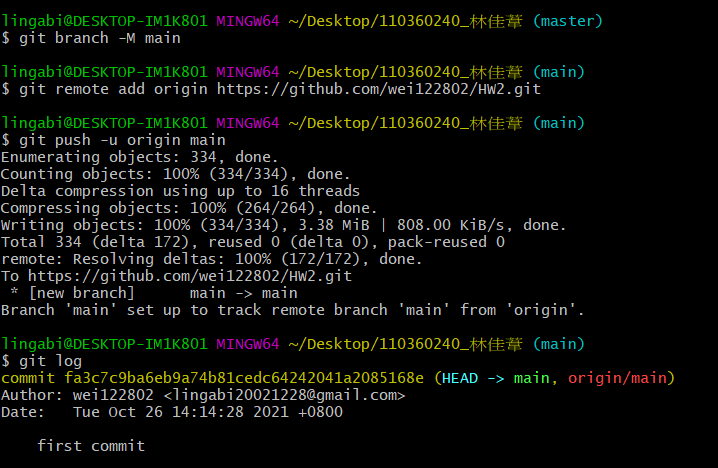 lingabi@DESKTOP-IM1K801 MINGW64 ~/Desktop/110360240_林佳葦 (master)
$ git branch -M main
lingabi@DESKTOP-IM1K801 MINGW64 ~/Desktop/110360240_林佳葦 (main)
$ git remote add origin https://github.com/wei122802/HW2.git
lingabi@DESKTOP-IM1K801 MINGW64 ~/Desktop/110360240_林佳葦 (main)
$ git push -u origin main
Enumerating objects: 334, done.
Counting objects: 100% (334/334), done.
Delta compression using up to 16 threads
Compressing objects: 100% (264/264), done.
Writing objects: 100% (334/334), 3.38 MiB | 808.00 KiB/s, done.
Total 334 (delta 172), reused 0 (delta 0), pack-reused 0
remote: Resolving deltas: 100% (172/172), done.
To https://github.com/wei122802/HW2.git
 * [new branch]      main -> main
Branch 'main' set up to track remote branch 'main' from 'origin'.
lingabi@DESKTOP-IM1K801 MINGW64 ~/Desktop/110360240_林佳葦 (main)
$ git log
commit fa3c7c9ba6eb9a74b81cedc64242041a2085168e (HEAD -> main, origin/main)
Author: wei122802 <lingabi20021228@gmail.com>
Date:   Tue Oct 26 14:14:28 2021 +0800
    first commit